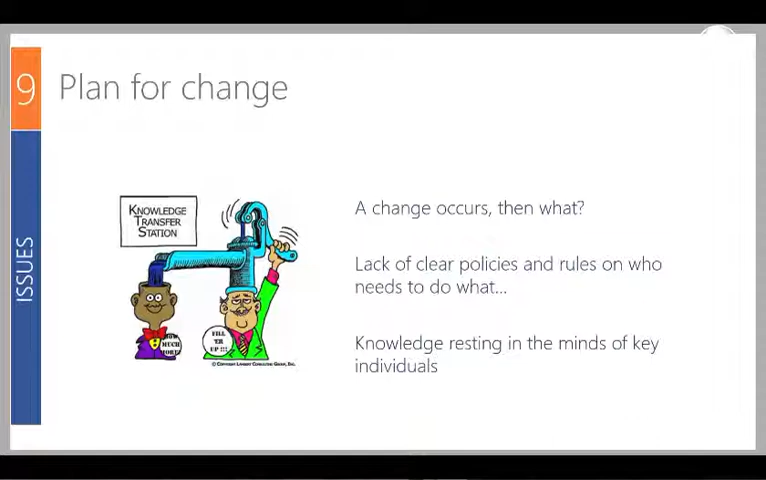 9 Plan for change
ISSUES
KNOWLEDGE
TRANSFER
STATION
A change occurs, then what?
Lack of clear policies and rules on who
needs to do what...
Knowledge resting in the minds of key
individuals
MUCH
FILL
'ER
UP !!!